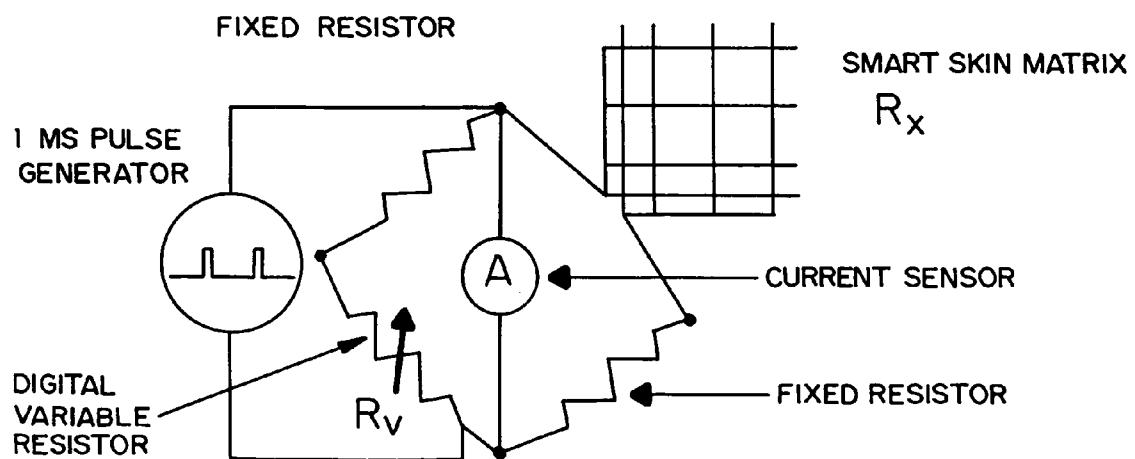 FIXED RESISTOR
SMART SKIN MATRIX
Rx
1 MS PULSE
GENERATOR
A
CURRENT SENSOR
DIGITAL
VARIABLE
RESISTOR
RV
FIXED RESISTOR